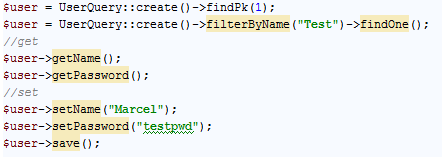 $user = UserQuery::create()->findPk(1);
$user = UserQuery::create()->filterByName("Test")->findOne();
//get
$user->getName();
$user->getPassword();
//set
$user->setName("Marcel");
$user->setPassword("testpwd");
$user->save();